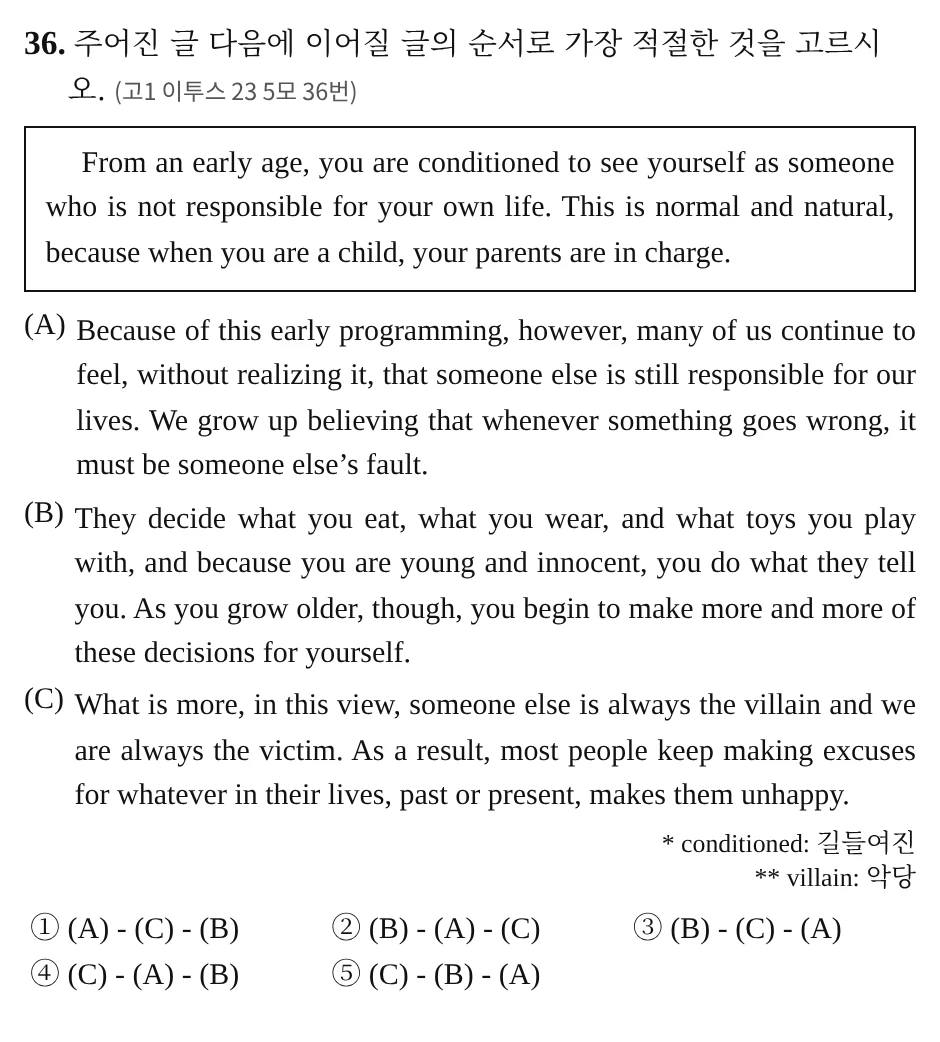 36. 주어진 글 다음에 이어질 글의 순서로 가장 적절한 것을 고르시
오. (고1 이투스 23 5모 36번)
From an early age, you are conditioned to see yourself as someone
who is not responsible for your own life. This is normal and natural,
because when you are a child, your parents are in charge.
(A) Because of this early programming, however, many of us continue to
feel, without realizing it, that someone else is still responsible for our
lives. We grow up believing that whenever something goes wrong, it
must be someone else’s fault.
(B) They decide what you eat, what you wear, and what toys you play
with, and because you are young and innocent, you do what they tell
you. As you grow older, though, you begin to make more and more of
these decisions for yourself.
(C) What is more, in this view, someone else is always the villain and we
are always the victim. As a result, most people keep making excuses
for whatever in their lives, past or present, makes them unhappy.
* conditioned: 길들여진
** villain: 악당
① (A) - (C) - (B) ② (B) - (A) - (C) ③ (B) - (C) - (A)
④ (C) - (A) - (B) ⑤ (C) - (B) - (A)